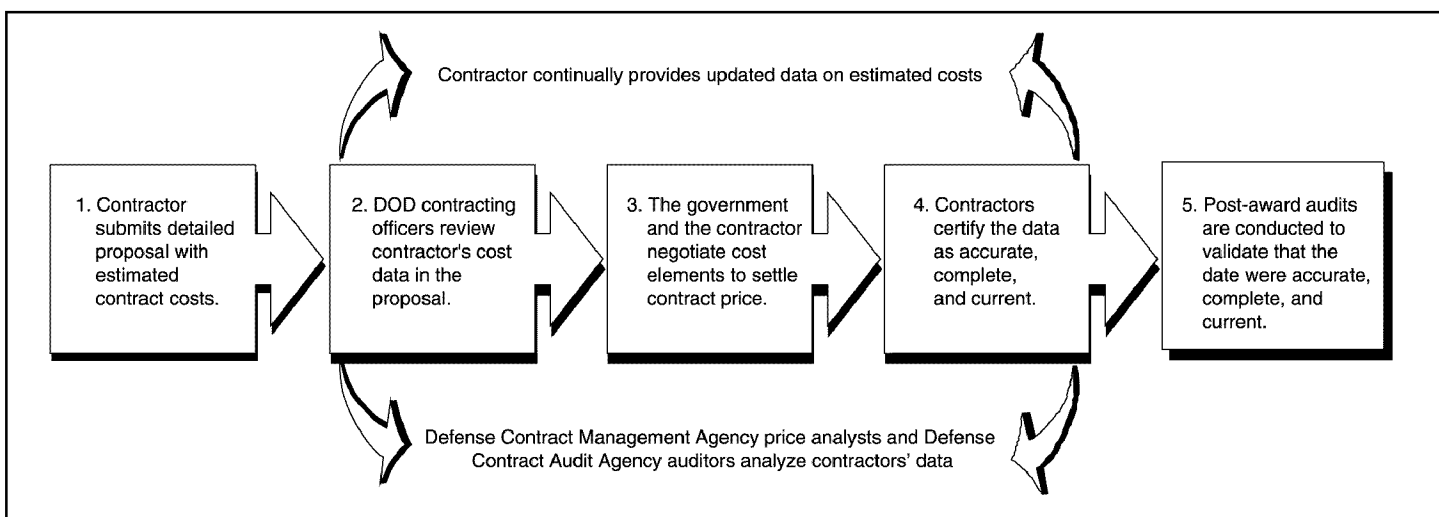 Contractor continually provides updated data on estimated costs
1. Contractor
submits detailed
proposal with
estimated
contract costs.
2. DOD contracting
officers review
contractor's cost
data in the
proposal.
3. The government
and the contractor
negotiate cost
elements to settle
contract price.
4. Contractors
certify the data
as accurate,
complete,
and current.
5. Post-award audits
are conducted to
validate that the
date were accurate,
complete, and
current.
Defense Contract Management Agency price analysts and Defense
Contract Audit Agency auditors analyze contractors’ data